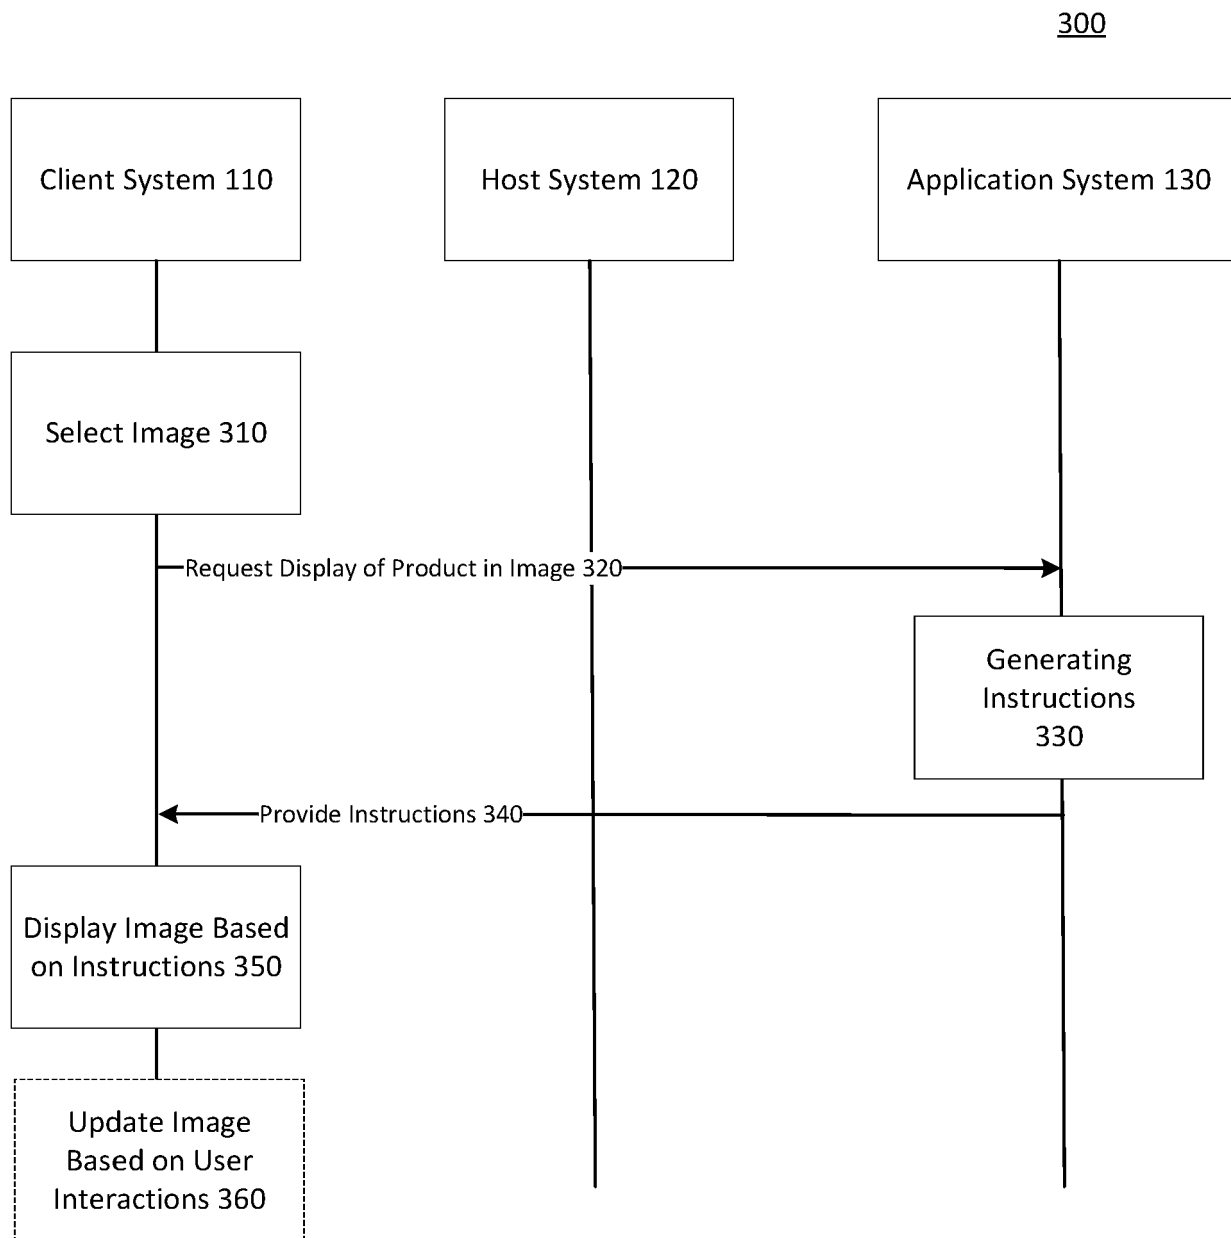 300
Client System 110
Host System 120
Application System 130
Select Image 310
Request Display of Product in Image 320
Generating
Instructions
330
Provide Instructions 340
Display Image Based
on Instructions 350
Update Image
Based on User
Interactions 360